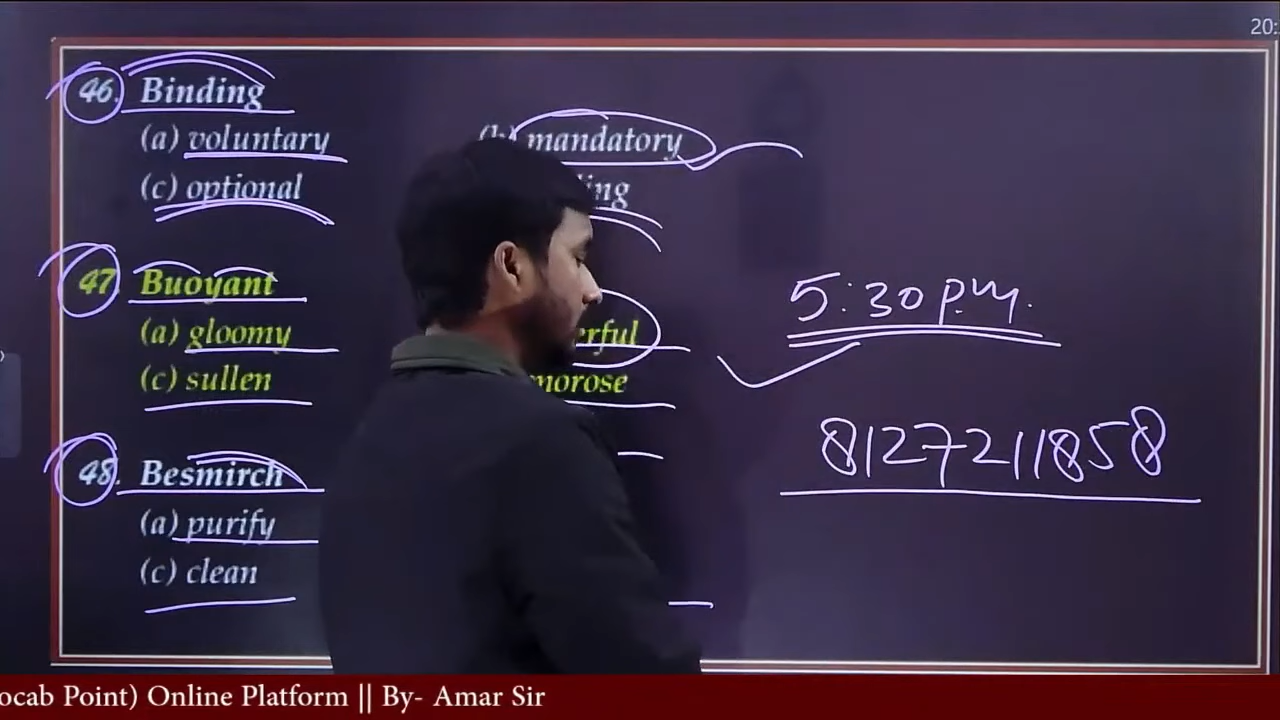 20:
46. Binding
(a) voluntary
mandatory
(c) optional
ing
47 Buoyant
(a) gloomy
erful
(c) sullen
morose
48. Besmirch
(a) purify
(c) clean
5:30 p.m.
8127211858
ocab Point) Online Platform || By- Amar Sir